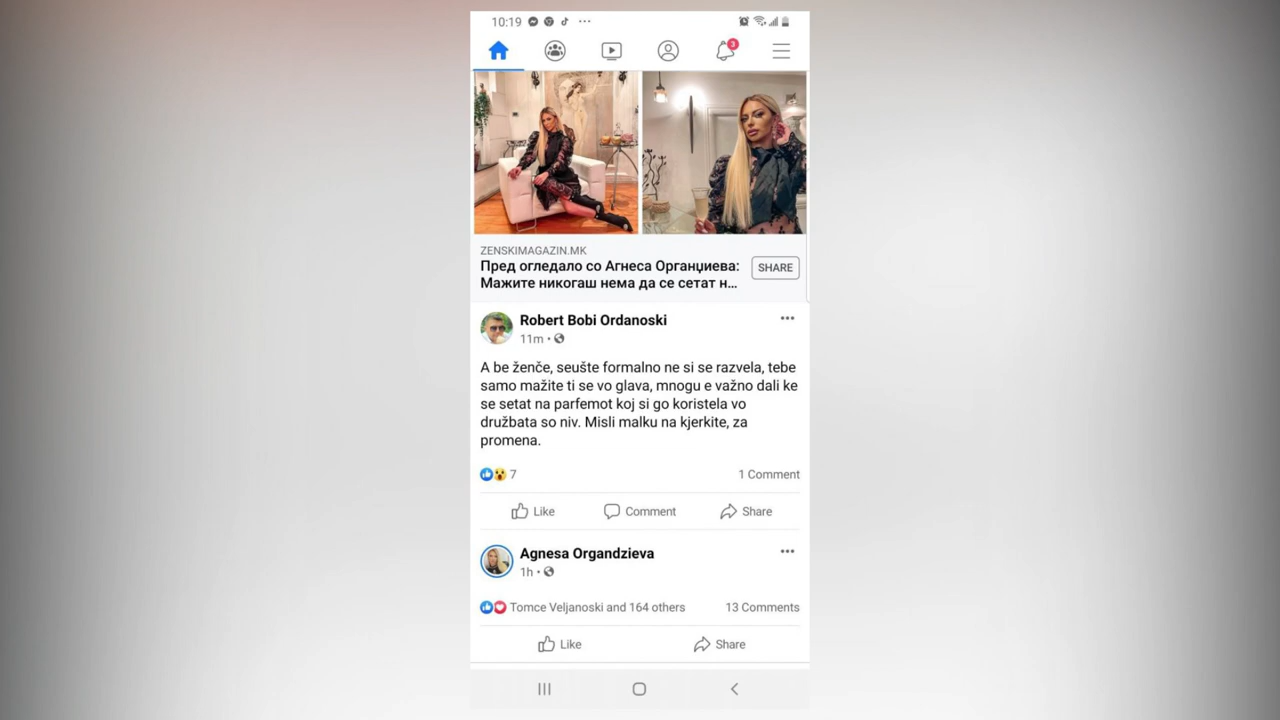 10:19
3
ZENSKIMAGAZIN.MK
Пред огледало со Агнеса Органџиева:
Мажите никогаш нема да се сетат н...
SHARE
Robert Bobi Ordanoski
11m
A be ženče, seušte formalno ne si se razvela, tebe
samo mažite ti se vo glava, mnogu e važno dali ke
se setat na parfemot koj si go koristela vo
družbata so niv. Misli malku na kjerkite, za
promena.
7
1 Comment
Like Comment Share
Agnesa Organdzieva
1h
Tomce Veljanoski and 164 others
13 Comments
Like Share